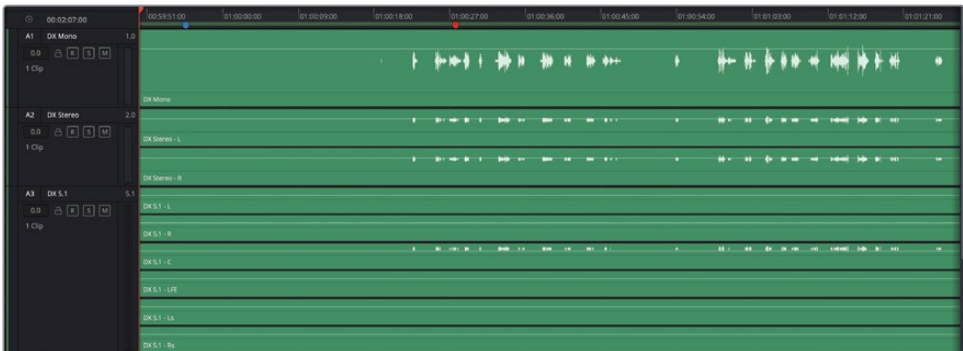 00:02:07:00
00:59:51:00 01:00:00:00 01:00:09:00 01:00:18:00 01:00:27:00 01:00:36:00 01:00:45:00 01:00:54:00 01:01:03:00 01:01:12:00 01:01:21:00
A1 DX Mono 1.0
0.0 R S M
1 Clip
DX Mono
A2 DX Stereo 2.0
0.0 R S M
1 Clip
DX Stereo - L
DX Stereo - R
A3 DX 5.1 5.1
0.0 R S M
1 Clip
DX 5.1 - L
DX 5.1 - R
DX 5.1 - C
DX 5.1 - LFE
DX 5.1 - Ls
DX 5.1 - Rs